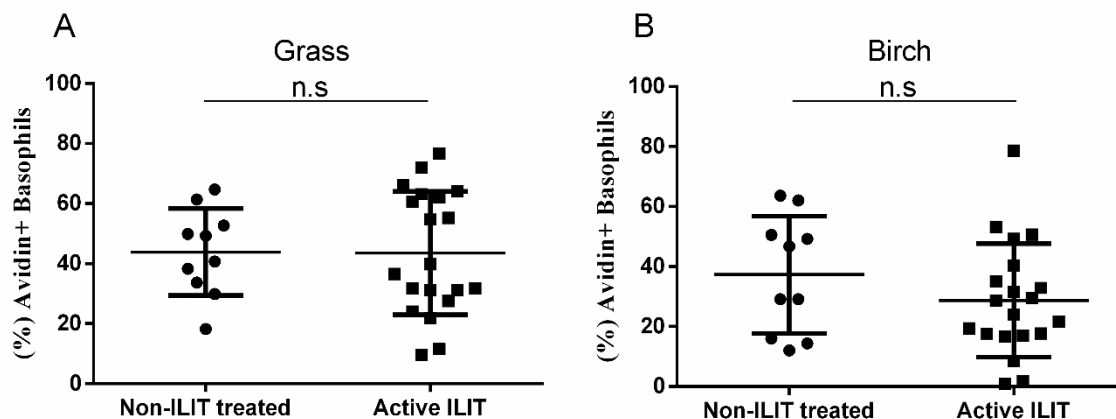 A
Grass
n.s
100
80
60
40
20
0
(%) Avidin+ Basophils
Non-ILIT treated
Active ILIT
B
Birch
n.s
100
80
60
40
20
0
(%) Avidin+ Basophils
Non-ILIT treated
Active ILIT